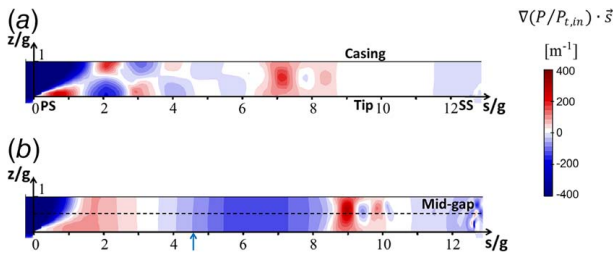 (a)
z/g
1
Casing
0 PS 2 4 6 8 Tip 10 12 SS s/g
(b)
z/g
1
Mid-gap
0 2 4 6 8 10 12 s/g
∇(P/P_{t,in}) · s⃗
[m⁻¹]
400
200
0
-200
-400